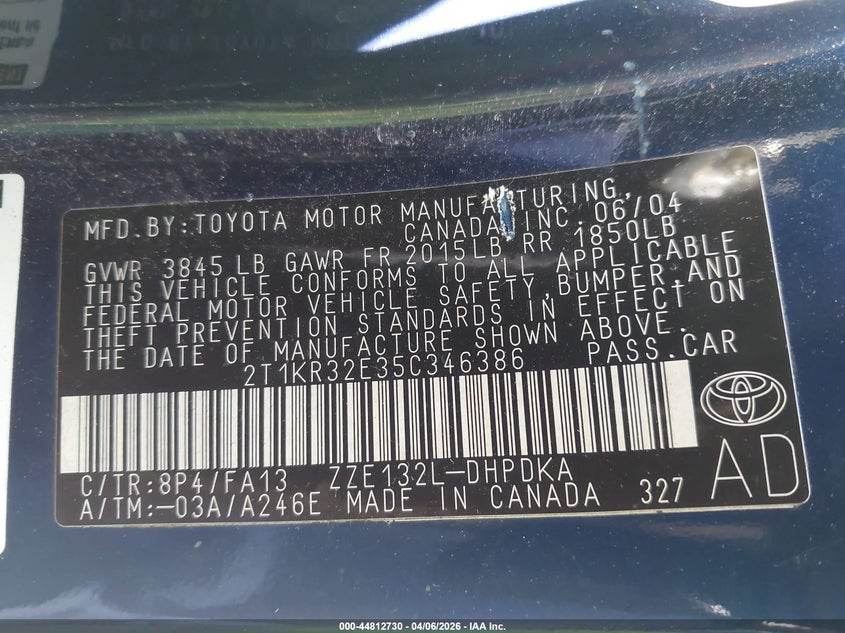 MFD. BY: TOYOTA MOTOR MANUFACTURING,
CANADA, INC. 06/04
GVWR 3845 LB GAWR FR 2015LB RR 1850LB
THIS VEHICLE CONFORMS TO ALL APPLICABLE
FEDERAL MOTOR VEHICLE SAFETY, BUMPER, AND
THEFT PREVENTION STANDARDS IN EFFECT ON
THE DATE OF MANUFACTURING SHOWN ABOVE.
2T1KR32E35C346386 PASS. CAR
C/TR: 8P4/FA13 ZZE132L-DHPDKA
A/TM:-03A/A246E MADE IN CANADA 327 AD
000-44812730 - 04/06/2026 - IAA Inc.